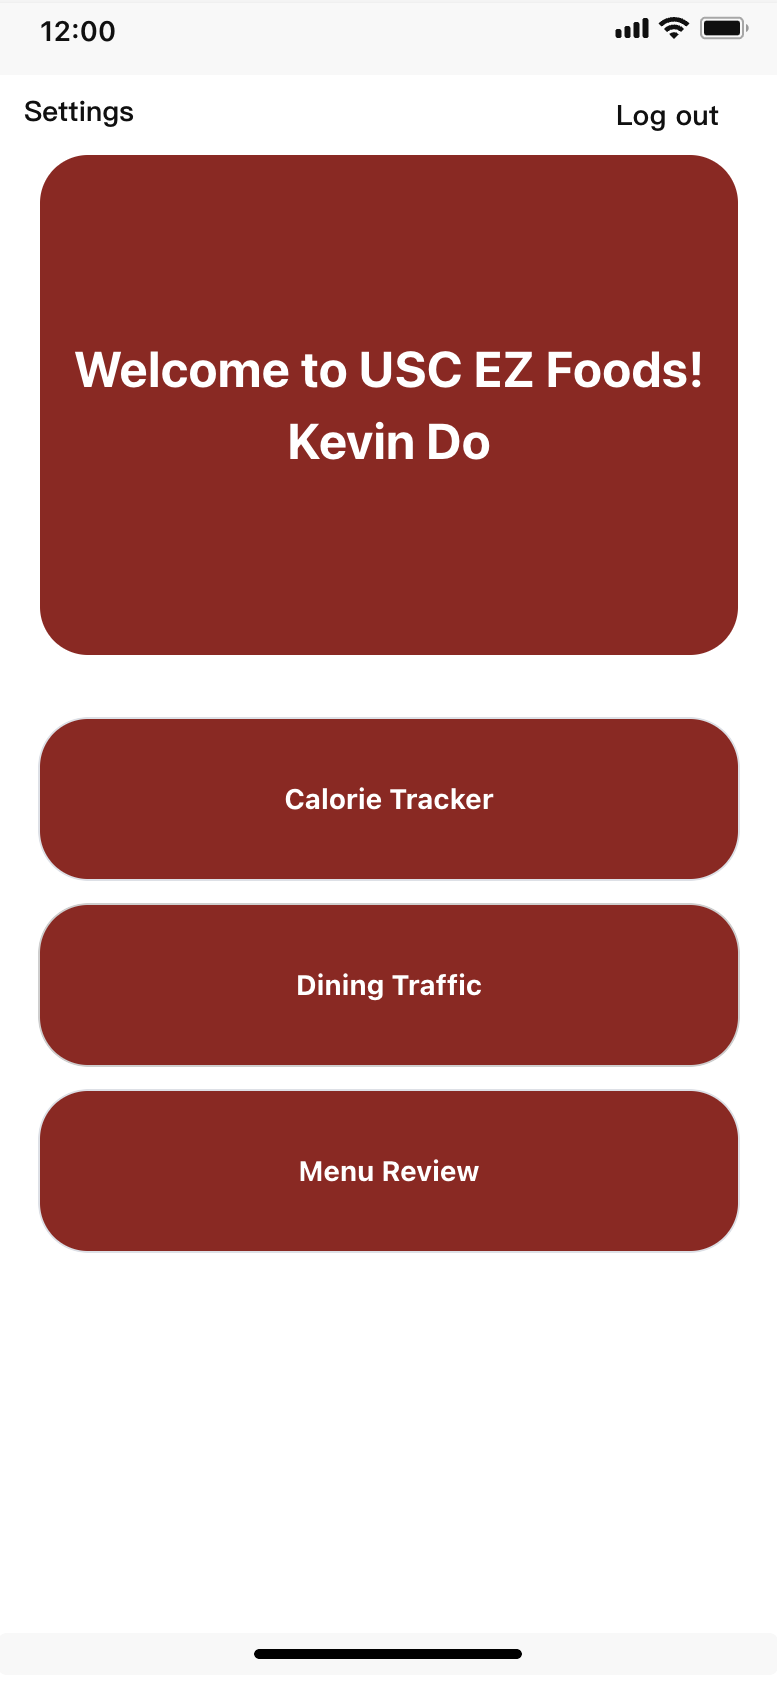 12:00
Settings
Log out
Welcome to USC EZ Foods!
Kevin Do
Calorie Tracker
Dining Traffic
Menu Review